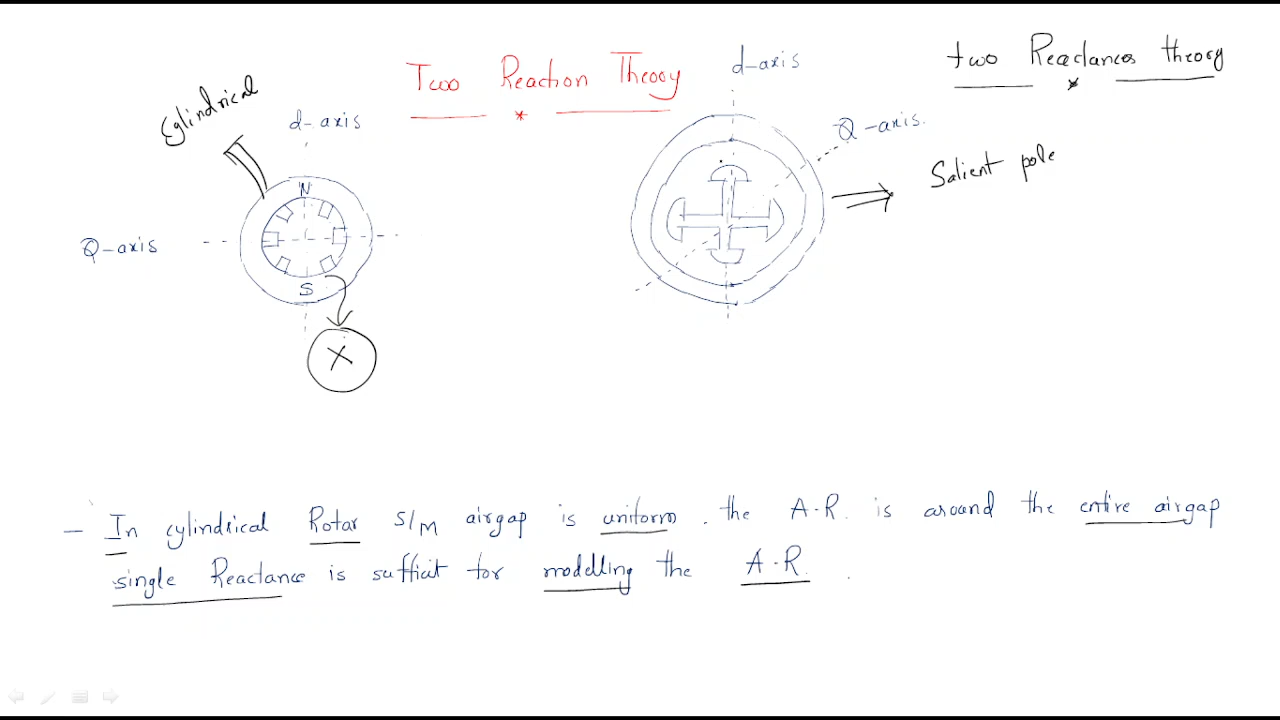 Two Reaction Theory
two Reactances theory
d-axis
Q-axis.
Salient pole
Cylindrical
d-axis
N
Q-axis
S
X
- In cylindrical Rotar S/M airgap is uniform. the A.R. is around the entire airgap
single Reactance is sufficit for modelling the A.R.